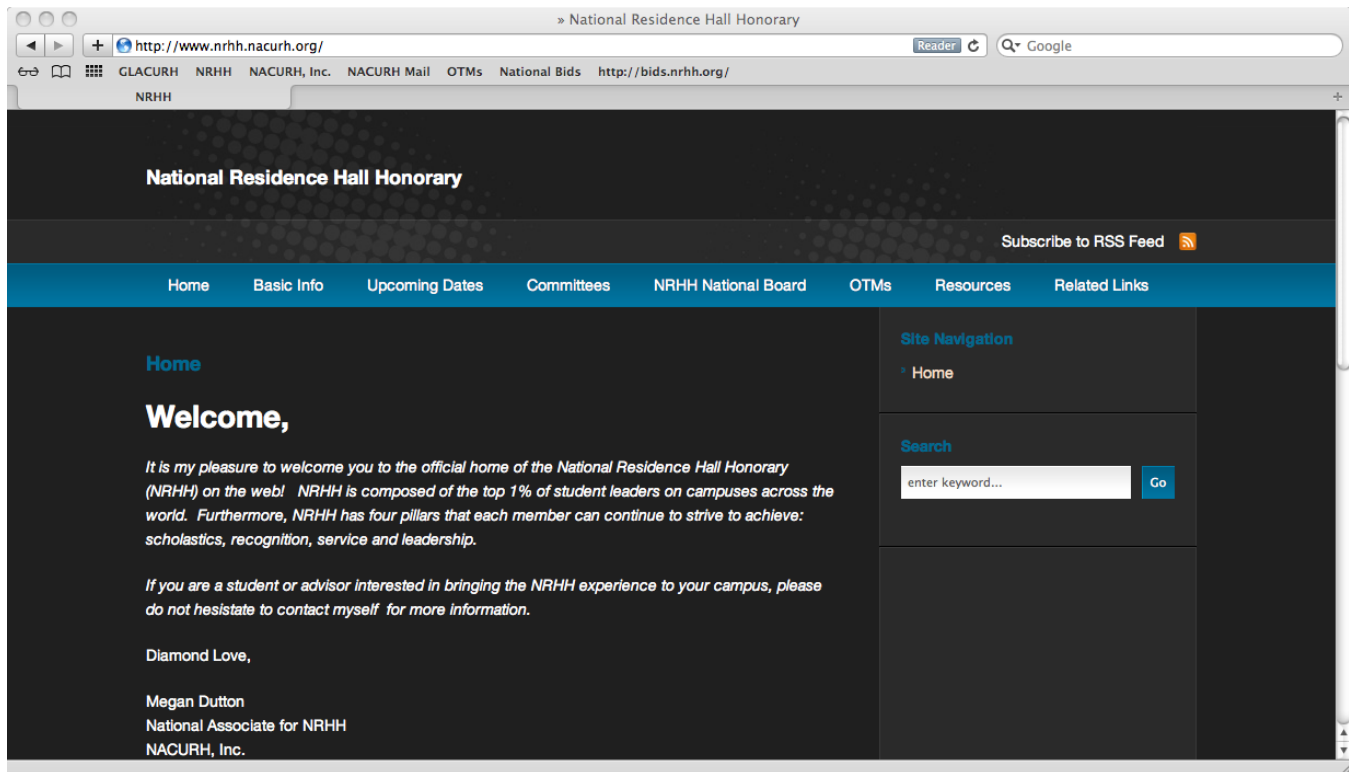 » National Residence Hall Honorary
http://www.nrhh.nacurh.org/ Reader Google
GLACURH NRHH NACURH, Inc. NACURH Mail OTMs National Bids http://bids.nrhh.org/
NRHH
National Residence Hall Honorary
Subscribe to RSS Feed
Home Basic Info Upcoming Dates Committees NRHH National Board OTMs Resources Related Links
Home
Welcome,
It is my pleasure to welcome you to the official home of the National Residence Hall Honorary
(NRHH) on the web! NRHH is composed of the top 1% of student leaders on campuses across the
world. Furthermore, NRHH has four pillars that each member can continue to strive to achieve:
scholastics, recognition, service and leadership.
If you are a student or advisor interested in bringing the NRHH experience to your campus, please
do not hesistate to contact myself for more information.
Diamond Love,
Megan Dutton
National Associate for NRHH
NACURH, Inc.
Site Navigation
» Home
Search
enter keyword... Go